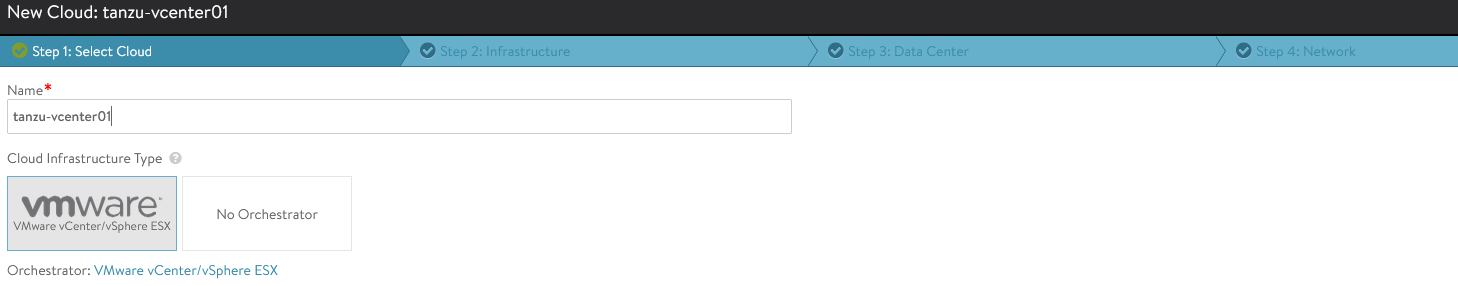 New Cloud: tanzu-vcenter01
Step 1: Select Cloud
Step 2: Infrastructure
Step 3: Data Center
Step 4: Network
Name*
tanzu-vcenter01
Cloud Infrastructure Type ?
vmware
VMware vCenter/vSphere ESX
No Orchestrator
Orchestrator: VMware vCenter/vSphere ESX